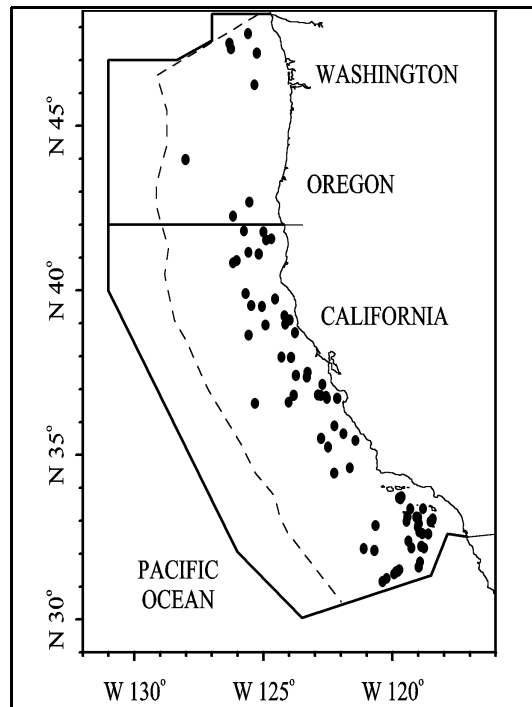 WASHINGTON
N 45°
OREGON
N 40°
CALIFORNIA
N 35°
PACIFIC
OCEAN
N 30°
W 130° W 125° W 120°